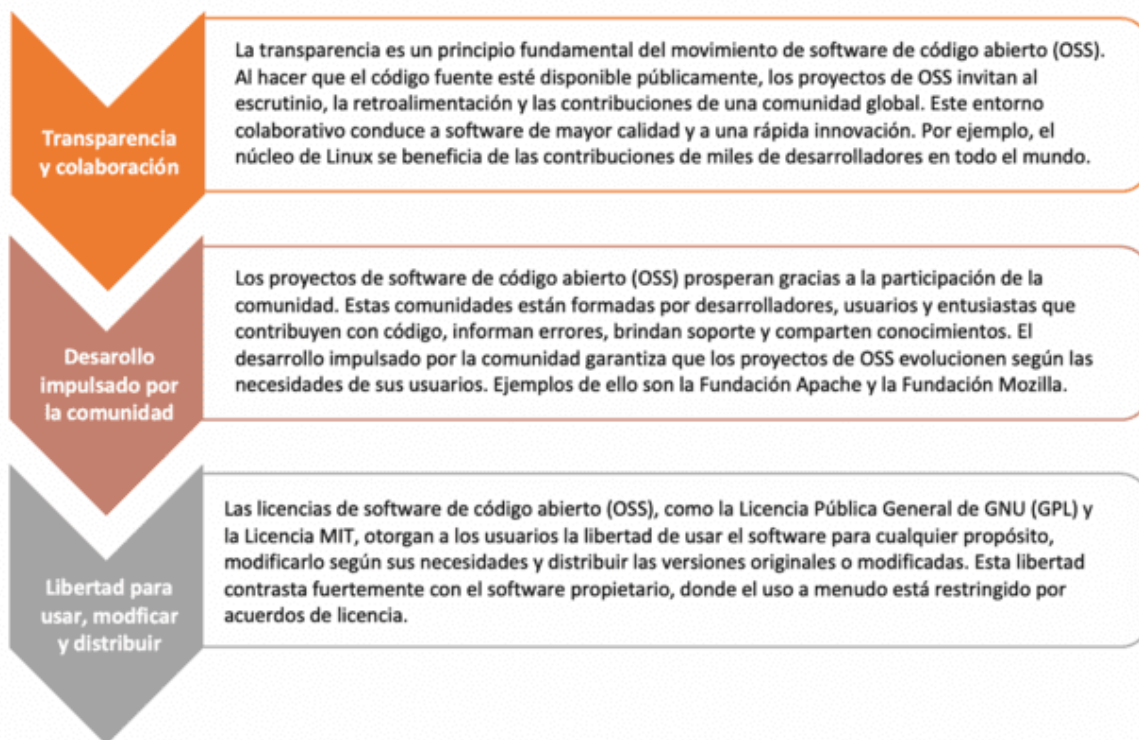 Transparencia
y colaboración
La transparencia es un principio fundamental del movimiento de software de código abierto (OSS).
Al hacer que el código fuente esté disponible públicamente, los proyectos de OSS invitan al
escrutinio, la retroalimentación y las contribuciones de una comunidad global. Este entorno
colaborativo conduce a software de mayor calidad y a una rápida innovación. Por ejemplo, el
núcleo de Linux se beneficia de las contribuciones de miles de desarrolladores en todo el mundo.
Desarollo
impulsado por
la comunidad
Los proyectos de software de código abierto (OSS) prosperan gracias a la participación de la
comunidad. Estas comunidades están formadas por desarrolladores, usuarios y entusiastas que
contribuyen con código, informan errores, brindan soporte y comparten conocimientos. El
desarrollo impulsado por la comunidad garantiza que los proyectos de OSS evolucionen según las
necesidades de sus usuarios. Ejemplos de ello son la Fundación Apache y la Fundación Mozilla.
Libertad para
usar, modficar
y distribuir
Las licencias de software de código abierto (OSS), como la Licencia Pública General de GNU (GPL) y
la Licencia MIT, otorgan a los usuarios la libertad de usar el software para cualquier propósito,
modificarlo según sus necesidades y distribuir las versiones originales o modificadas. Esta libertad
contrasta fuertemente con el software propietario, donde el uso a menudo está restringido por
acuerdos de licencia.